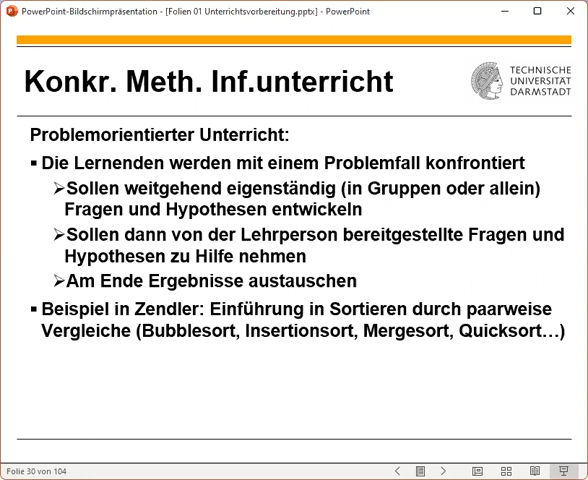 PowerPoint-Bildschirmpräsentation - [Folien 01 Unterrichtsvorbereitung.pptx] - PowerPoint
Konkr. Meth. Inf.unterricht
TECHNISCHE
UNIVERSITÄT
DARMSTADT
Problemorientierter Unterricht:
▪ Die Lernenden werden mit einem Problemfall konfrontiert
➢Sollen weitgehend eigenständig (in Gruppen oder allein)
Fragen und Hypothesen entwickeln
➢Sollen dann von der Lehrperson bereitgestellte Fragen und
Hypothesen zu Hilfe nehmen
➢Am Ende Ergebnisse austauschen
▪ Beispiel in Zendler: Einführung in Sortieren durch paarweise
Vergleiche (Bubblesort, Insertionsort, Mergesort, Quicksort…)
Folie 30 von 104